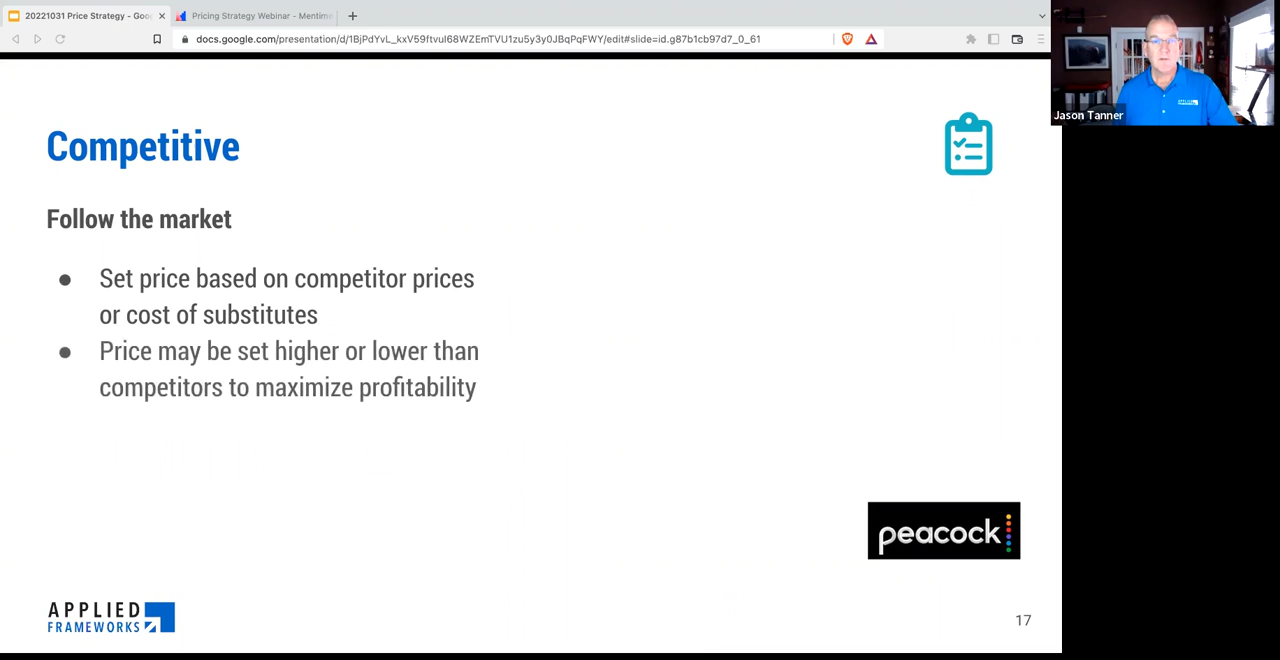 20221031 Price Strategy - Goo
Pricing Strategy Webinar - Mentime
docs.google.com/presentation/d/1BjPdYvL_kxV59ftvul68WZEmTVU1zu5y3y0JBqPqFWY/edit#slide=id.g87b1cb97d7_0_61
Jason Tanner
Competitive
Follow the market
● Set price based on competitor prices
or cost of substitutes
● Price may be set higher or lower than
competitors to maximize profitability
peacock
APPLIED
FRAMEWORKS
17